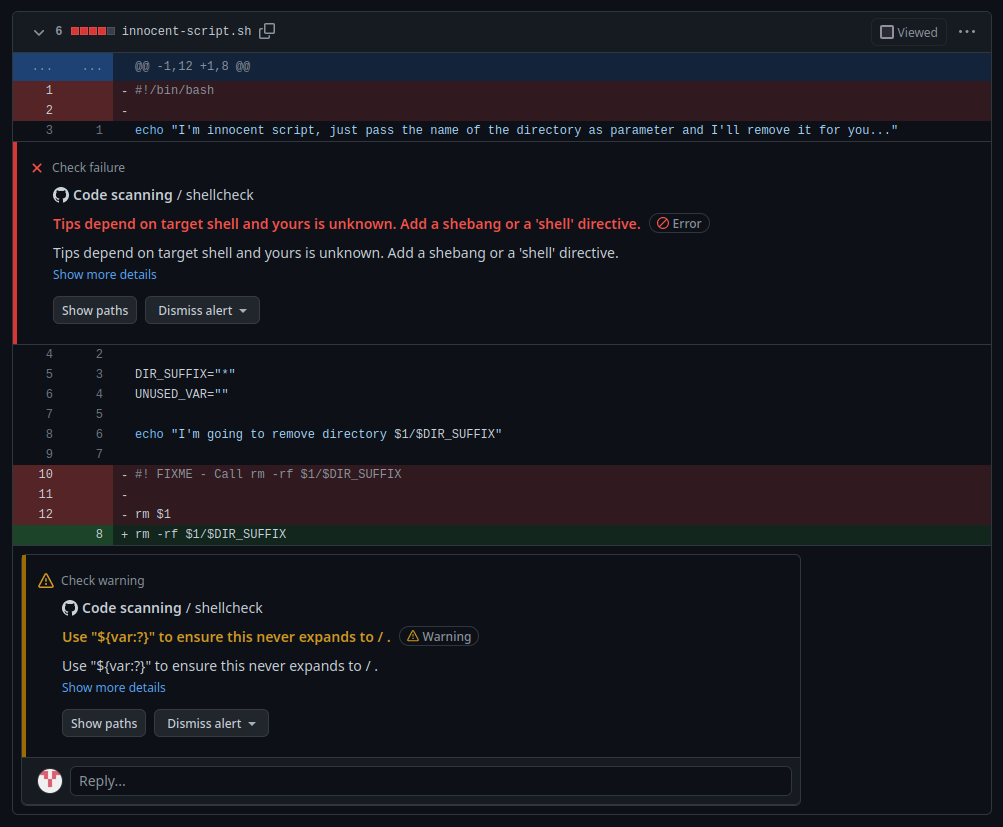 6 innocent-script.sh Viewed ...
... ... @@ -1,12 +1,8 @@
1 - #!/bin/bash
2 -
3 1 echo "I'm innocent script, just pass the name of the directory as parameter and I'll remove it for you..."
Check failure
Code scanning / shellcheck
Tips depend on target shell and yours is unknown. Add a shebang or a 'shell' directive. Error
Tips depend on target shell and yours is unknown. Add a shebang or a 'shell' directive.
Show more details
Show paths Dismiss alert
4 2
5 3 DIR_SUFFIX="*"
6 4 UNUSED_VAR=""
7 5
8 6 echo "I'm going to remove directory $1/$DIR_SUFFIX"
9 7
10 - #! FIXME - Call rm -rf $1/$DIR_SUFFIX
11 -
12 - rm $1
8 + rm -rf $1/$DIR_SUFFIX
Check warning
Code scanning / shellcheck
Use "${var:?}" to ensure this never expands to / . Warning
Use "${var:?}" to ensure this never expands to / .
Show more details
Show paths Dismiss alert
Reply...